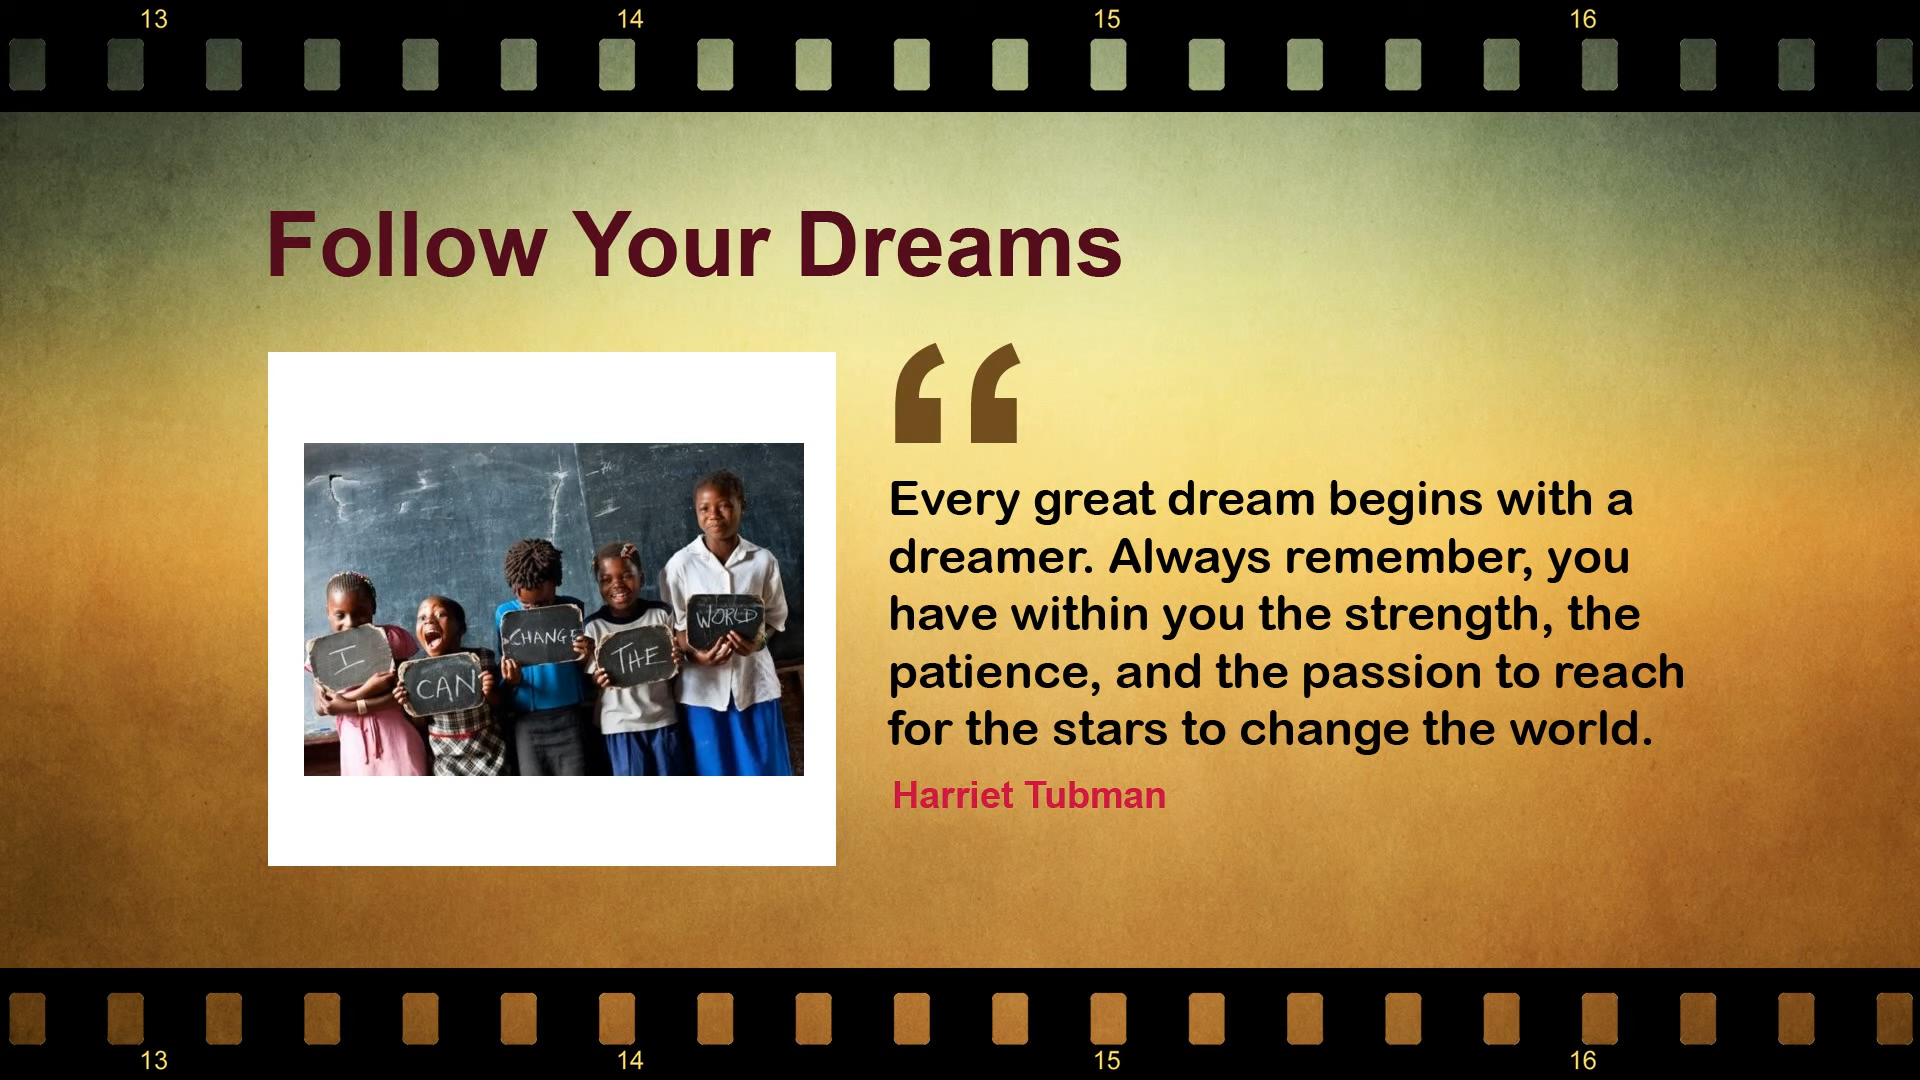 13 14 15 16
Follow Your Dreams
“
Every great dream begins with a
dreamer. Always remember, you
have within you the strength, the
patience, and the passion to reach
for the stars to change the world.
Harriet Tubman
I CAN CHANGE THE WORLD
13 14 15 16